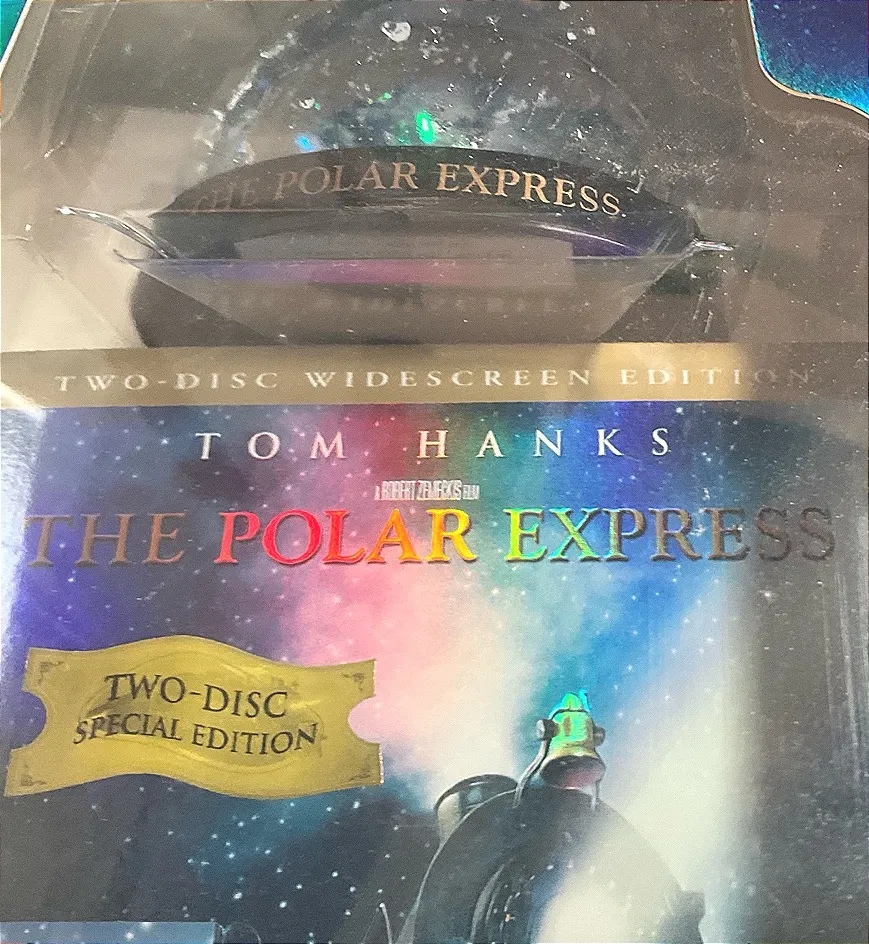 THE POLAR EXPRESS
TWO-DISC WIDESCREEN EDITION
TOM HANKS
A ROBERT ZEMECKIS FILM
THE POLAR EXPRESS
TWO-DISC
SPECIAL EDITION